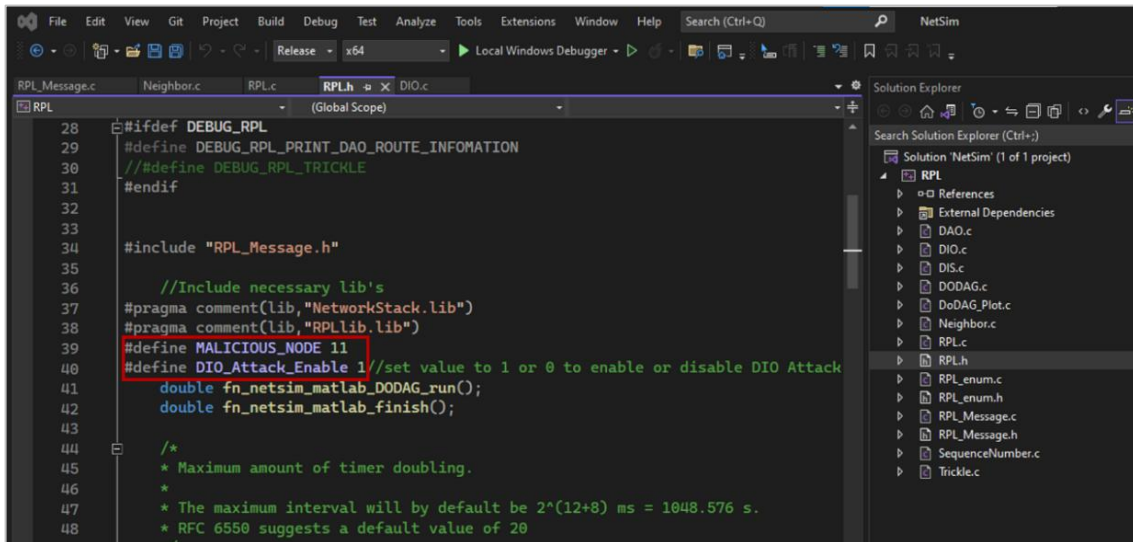 File Edit View Git Project Build Debug Test Analyze Tools Extensions Window Help Search (Ctrl+Q) NetSim
Release x64 Local Windows Debugger
RPL_Message.c Neighbor.c RPL.c RPL.h DIO.c
RPL (Global Scope)
28 #ifdef DEBUG_RPL
29 #define DEBUG_RPL_PRINT_DAO_ROUTE_INFOMATION
30 //#define DEBUG_RPL_TRICKLE
31 #endif
32
33
34 #include "RPL_Message.h"
35
36 //Include necessary lib's
37 #pragma comment(lib,"NetworkStack.lib")
38 #pragma comment(lib,"RPLlib.lib")
39 #define MALICIOUS_NODE 11
40 #define DIO_Attack_Enable 1//set value to 1 or 0 to enable or disable DIO Attack
41 double fn_netsim_matlab_DODAG_run();
42 double fn_netsim_matlab_finish();
43
44 /*
45 * Maximum amount of timer doubling.
46 *
47 * The maximum interval will by default be 2^(12+8) ms = 1048.576 s.
48 * RFC 6550 suggests a default value of 20
Solution Explorer
Search Solution Explorer (Ctrl+;)
Solution 'NetSim' (1 of 1 project)
RPL
References
External Dependencies
DAO.c
DIO.c
DIS.c
DODAG.c
DoDAG_Plot.c
Neighbor.c
RPL.c
RPL.h
RPL_enum.c
RPL_enum.h
RPL_Message.c
RPL_Message.h
SequenceNumber.c
Trickle.c